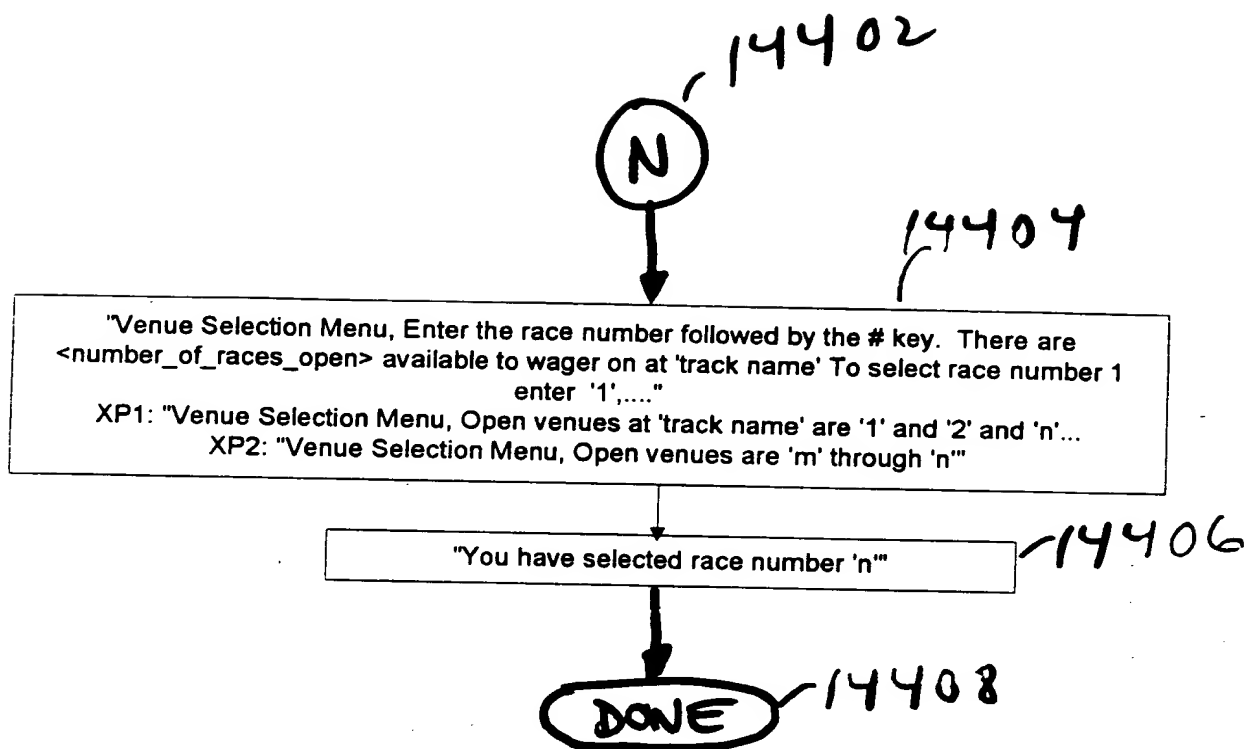 14402
N
14404
"Venue Selection Menu, Enter the race number followed by the # key. There are
<number_of_races_open> available to wager on at 'track name' To select race number 1
enter '1',...."
XP1: "Venue Selection Menu, Open venues at 'track name' are '1' and '2' and 'n'...
XP2: "Venue Selection Menu, Open venues are 'm' through 'n'"
"You have selected race number 'n'"
14406
DONE
14408